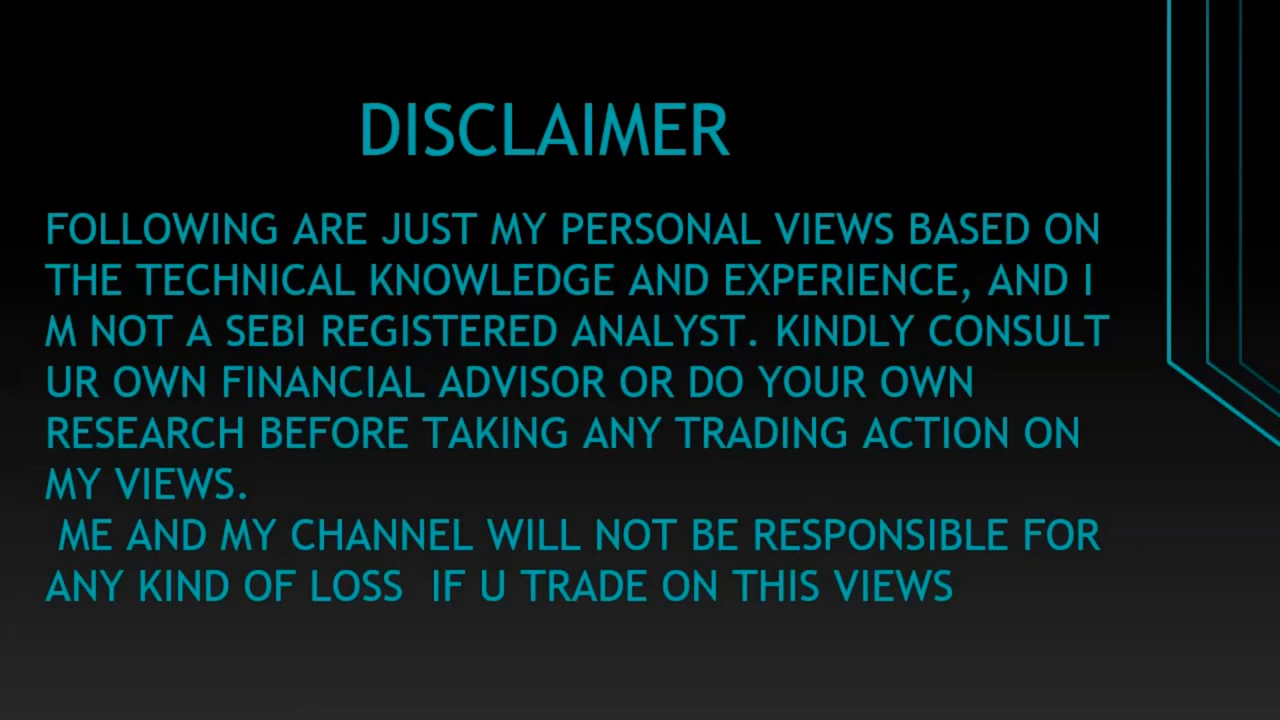 DISCLAIMER
FOLLOWING ARE JUST MY PERSONAL VIEWS BASED ON
THE TECHNICAL KNOWLEDGE AND EXPERIENCE, AND I
M NOT A SEBI REGISTERED ANALYST. KINDLY CONSULT
UR OWN FINANCIAL ADVISOR OR DO YOUR OWN
RESEARCH BEFORE TAKING ANY TRADING ACTION ON
MY VIEWS.
ME AND MY CHANNEL WILL NOT BE RESPONSIBLE FOR
ANY KIND OF LOSS  IF U TRADE ON THIS VIEWS